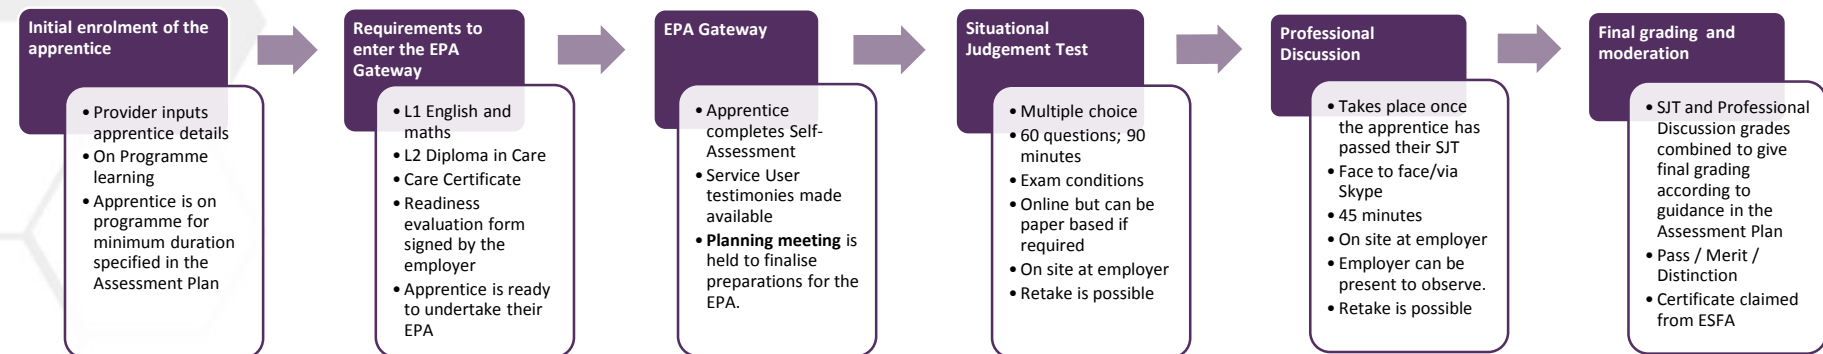 Initial enrolment of the
apprentice
• Provider inputs
apprentice details
• On Programme
learning
• Apprentice is on
programme for
minimum duration
specified in the
Assessment Plan
Requirements to
enter the EPA
Gateway
• L1 English and
maths
• L2 Diploma in Care
• Care Certificate
• Readiness
evaluation form
signed by the
employer
• Apprentice is ready
to undertake their
EPA
EPA Gateway
• Apprentice
completes Self-
Assessment
• Service User
testimonies made
available
• Planning meeting is
held to finalise
preparations for the
EPA.
Situational
Judgement Test
• Multiple choice
• 60 questions; 90
minutes
• Exam conditions
• Online but can be
paper based if
required
• On site at employer
• Retake is possible
Professional
Discussion
• Takes place once
the apprentice has
passed their SJT
• Face to face/via
Skype
• 45 minutes
• On site at employer
• Employer can be
present to observe.
• Retake is possible
Final grading and
moderation
• SJT and Professional
Discussion grades
combined to give
final grading
according to
guidance in the
Assessment Plan
• Pass / Merit /
Distinction
• Certificate claimed
from ESFA